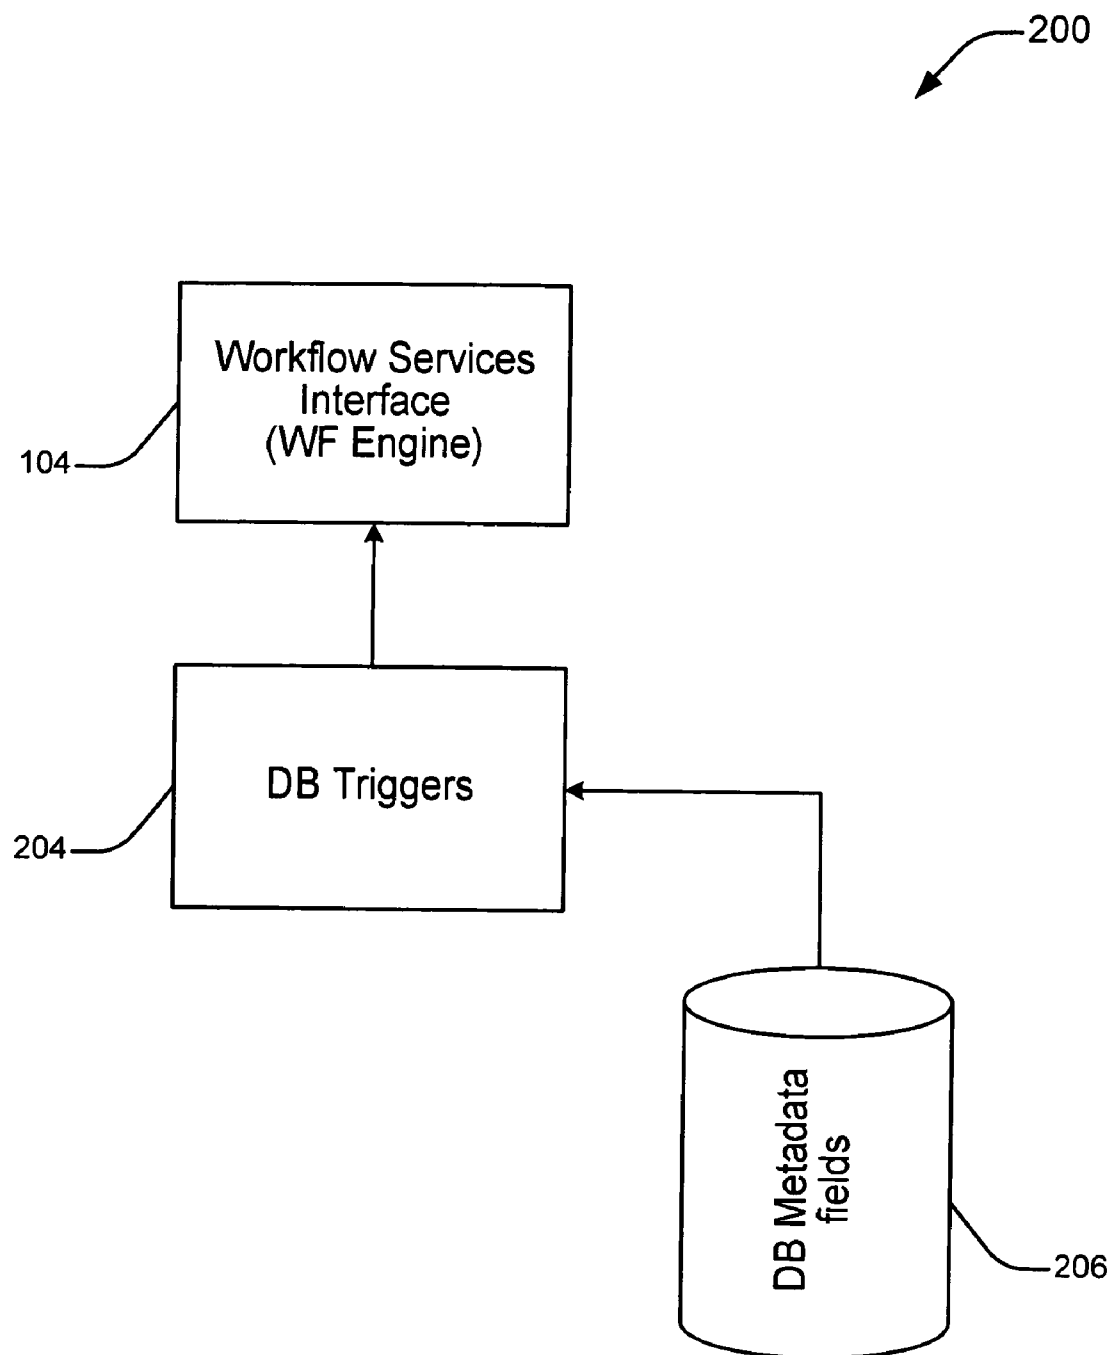 200
Workflow Services
Interface
(WF Engine)
104
DB Triggers
204
DB Metadata
fields
206